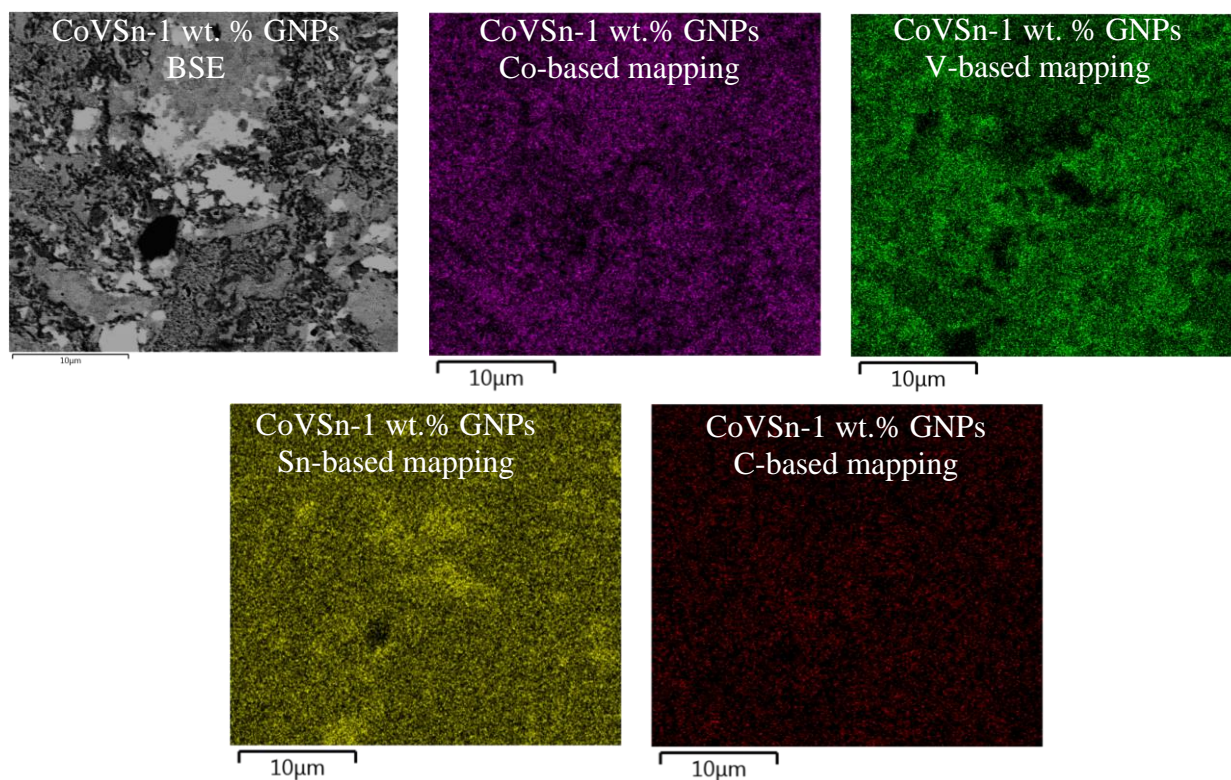 CoVSn-1 wt. % GNPs
BSE
10µm
CoVSn-1 wt.% GNPs
Co-based mapping
10µm
CoVSn-1 wt.% GNPs
V-based mapping
10µm
CoVSn-1 wt.% GNPs
Sn-based mapping
10µm
CoVSn-1 wt.% GNPs
C-based mapping
10µm